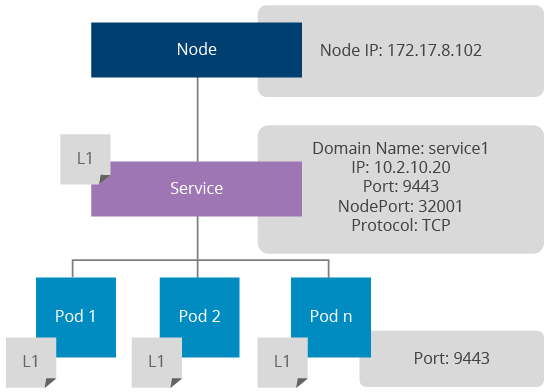 Node
Node IP: 172.17.8.102
L1
Service
Domain Name: service1
IP: 10.2.10.20
Port: 9443
NodePort: 32001
Protocol: TCP
Pod 1
Pod 2
Pod n
L1
L1
L1
Port: 9443